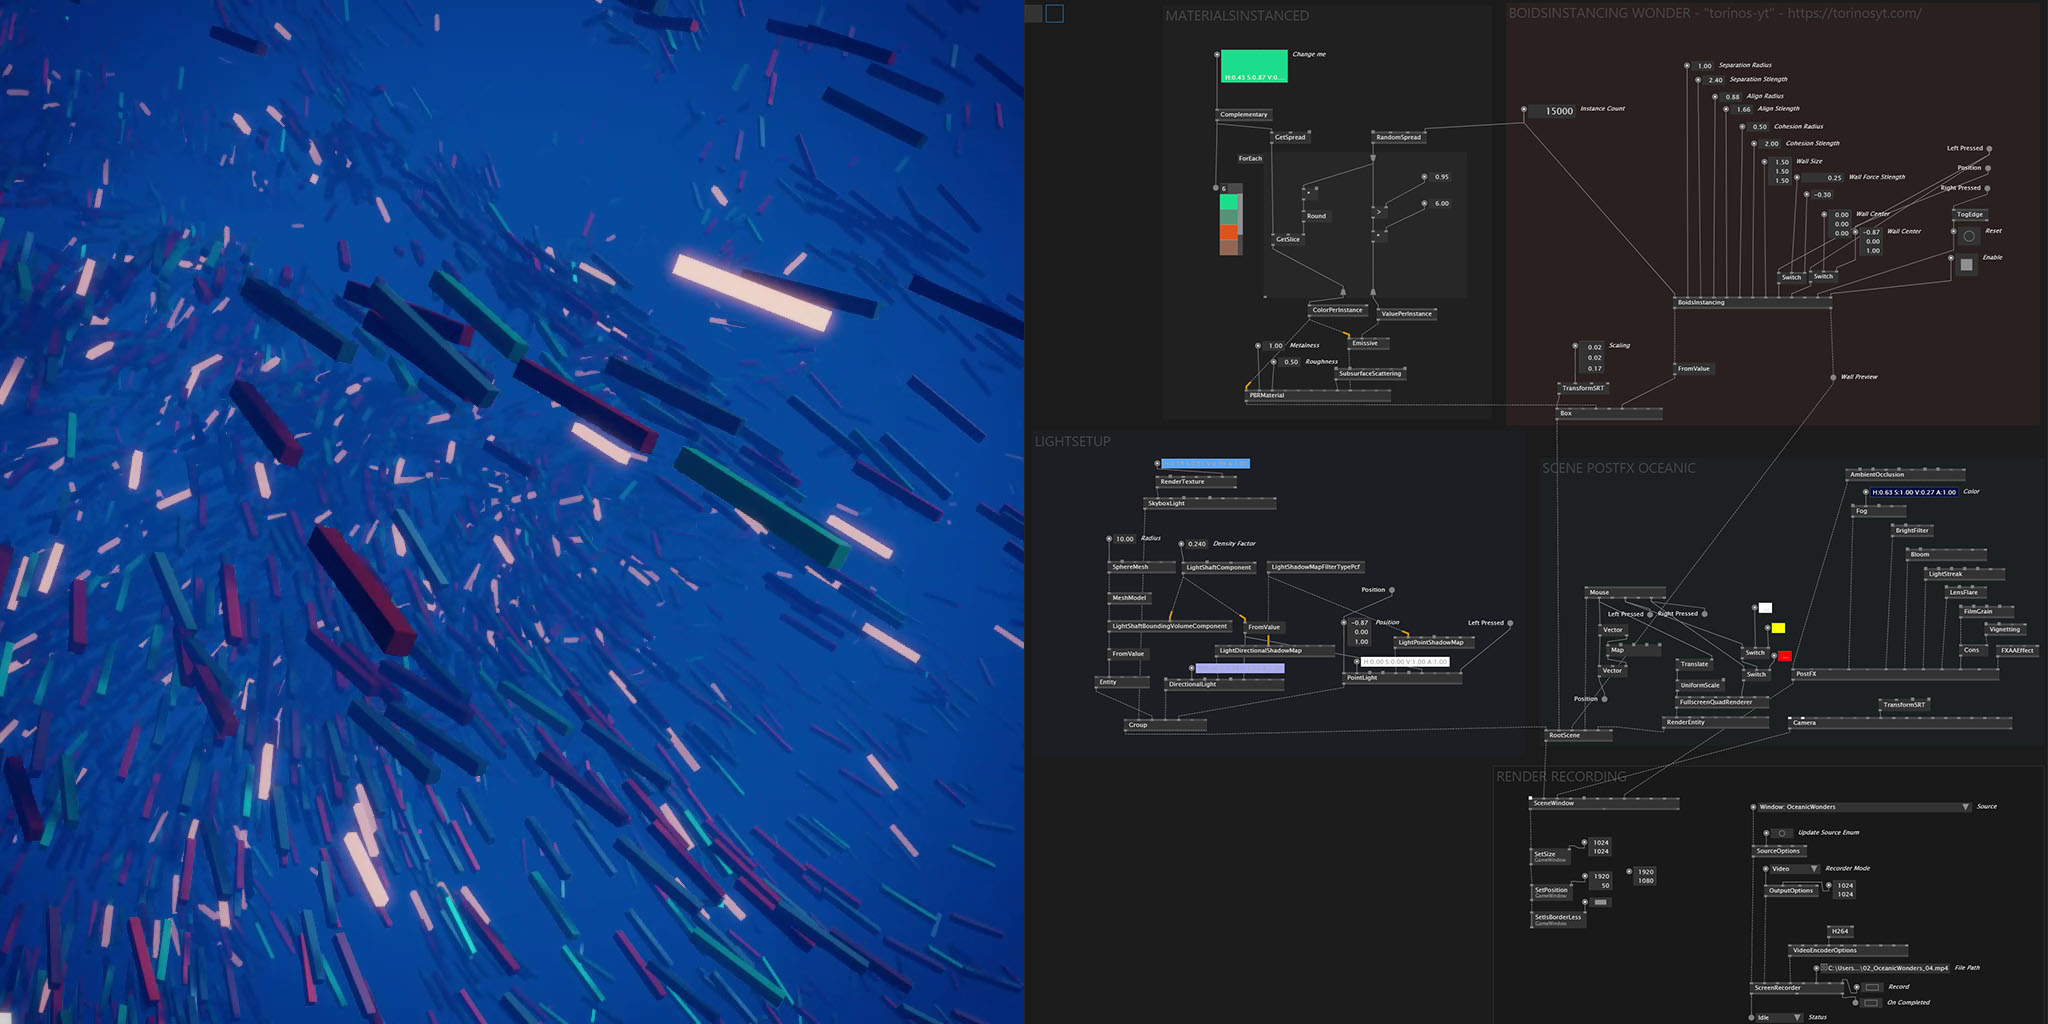 MATERIALSINSTANCED
H:0.43 S:0.87 V:0....
Change me
Complementary
GetSpread
RandomSpread
ForEach
6
0.95
6.00
Round
>
GetSlice
ColorPerInstance
ValuePerInstance
1.00 Metalness
Emissive
0.50 Roughness
SubsurfaceScattering
PBRMaterial
BOIDSINSTANCING WONDER - "torinos-yt" - https://torinosyt.com/
1.00 Separation Radius
2.40 Separation Stlength
0.88 Align Radius
1.66 Align Stlength
15000 Instance Count
0.50 Cohesion Radius
2.00 Cohesion Stlength
1.50 Wall Size
1.50
1.50
0.25 Wall Force Stlength
-0.30
Left Pressed
Position
Right Pressed
0.00 Wall Center
0.00
0.00
-0.87 Wall Center
0.00
1.00
TogEdge
Reset
Enable
Switch
Switch
BoidsInstancing
0.02 Scaling
0.02
0.17
FromValue
Wall Preview
TransformSRT
Box
LIGHTSETUP
RenderTexture
SkyboxLight
10.00 Radius
0.240 Density Factor
SphereMesh
LightShaftComponent
LightShadowMapFilterTypePcf
MeshModel
Position
LightShaftBoundingVolumeComponent
FromValue
-0.87 Position
0.00
1.00
Left Pressed
LightPointShadowMap
FromValue
LightDirectionalShadowMap
H:0.00 S:0.00 V:1.00 A:1.00
Entity
DirectionalLight
PointLight
Group
SCENE POSTFX OCEANIC
AmbientOcclusion
H:0.63 S:1.00 V:0.27 A:1.00 Color
Fog
BrightFilter
Bloom
LightStreak
LensFlare
FilmGrain
Vignetting
Cons
FXAAEffect
Mouse
Left Pressed
Right Pressed
Vector
Map
Vector
Switch
Translate
Switch
UniformScale
Position
FullscreenQuadRenderer
PostFX
TransformSRT
RenderEntity
Camera
RootScene
RENDER RECORDING
SceneWindow
SetSize
GameWindow
1024
1024
SetPosition
GameWindow
1920
50
1920
1080
SetIsBorderLess
GameWindow
Window: OceanicWonders Source
Update Source Enum
SourceOptions
Video Recorder Mode
OutputOptions
1024
1024
H264
VideoEncoderOptions
C:\Users...\02_OceanicWonders_04.mp4 File Path
ScreenRecorder
Record
On Completed
Idle Status